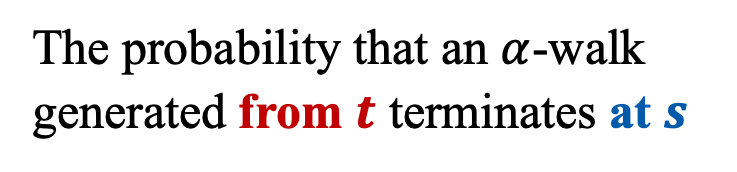 The probability that an α-walk
generated from t terminates at s